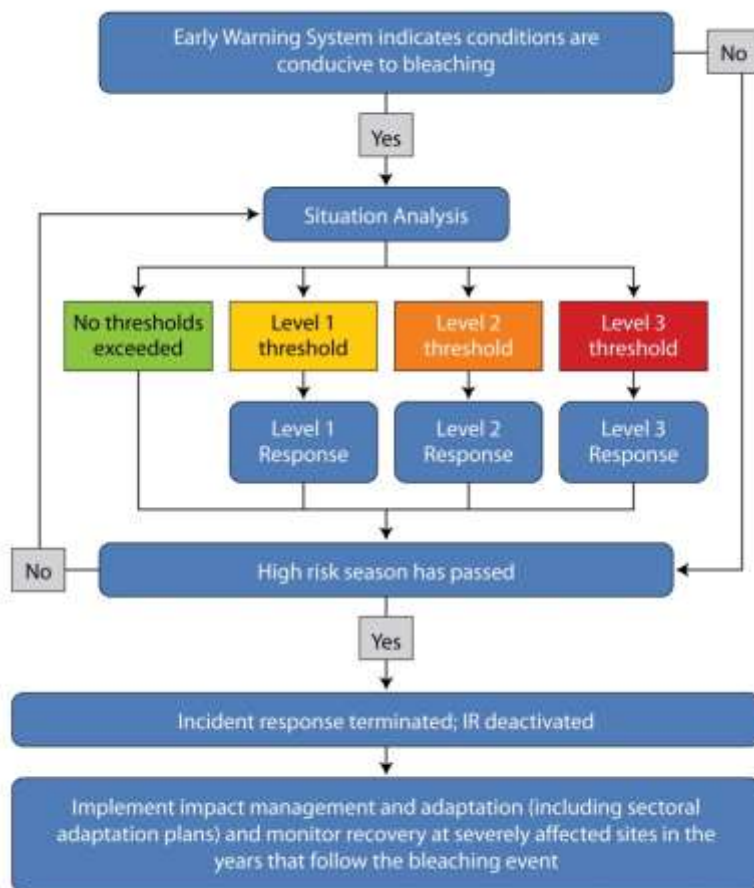 Early Warning System indicates conditions are
conducive to bleaching
No
Yes
Situation Analysis
No thresholds
exceeded
Level 1
threshold
Level 2
threshold
Level 3
threshold
Level 1
Response
Level 2
Response
Level 3
Response
No
High risk season has passed
Yes
Incident response terminated; IR deactivated
Implement impact management and adaptation (including sectoral
adaptation plans) and monitor recovery at severely affected sites in the
years that follow the bleaching event